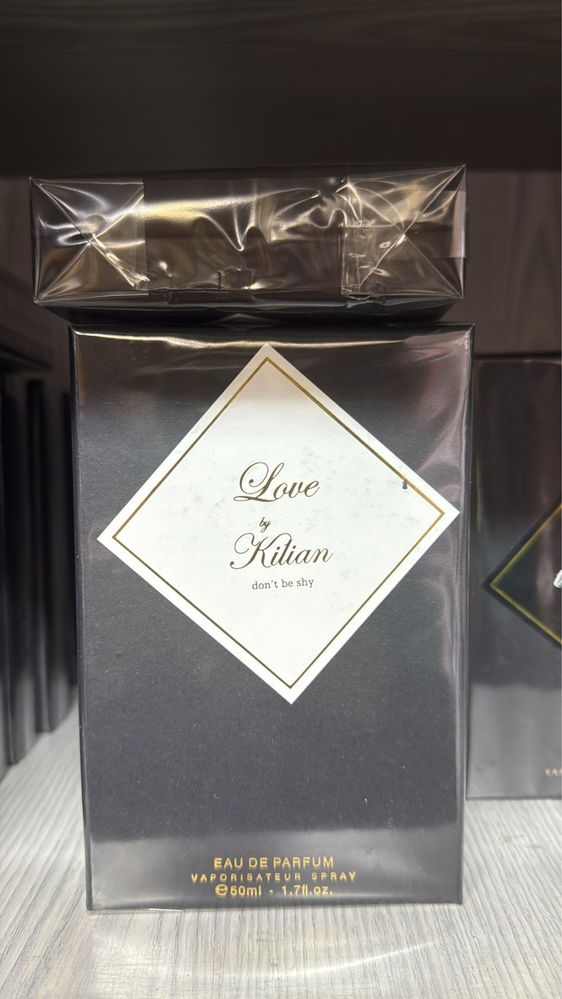 Love
by
Kilian
don't be shy
EAU DE PARFUM
VAPORISATEUR SPRAY
℮50ml - 1,7fl.oz.